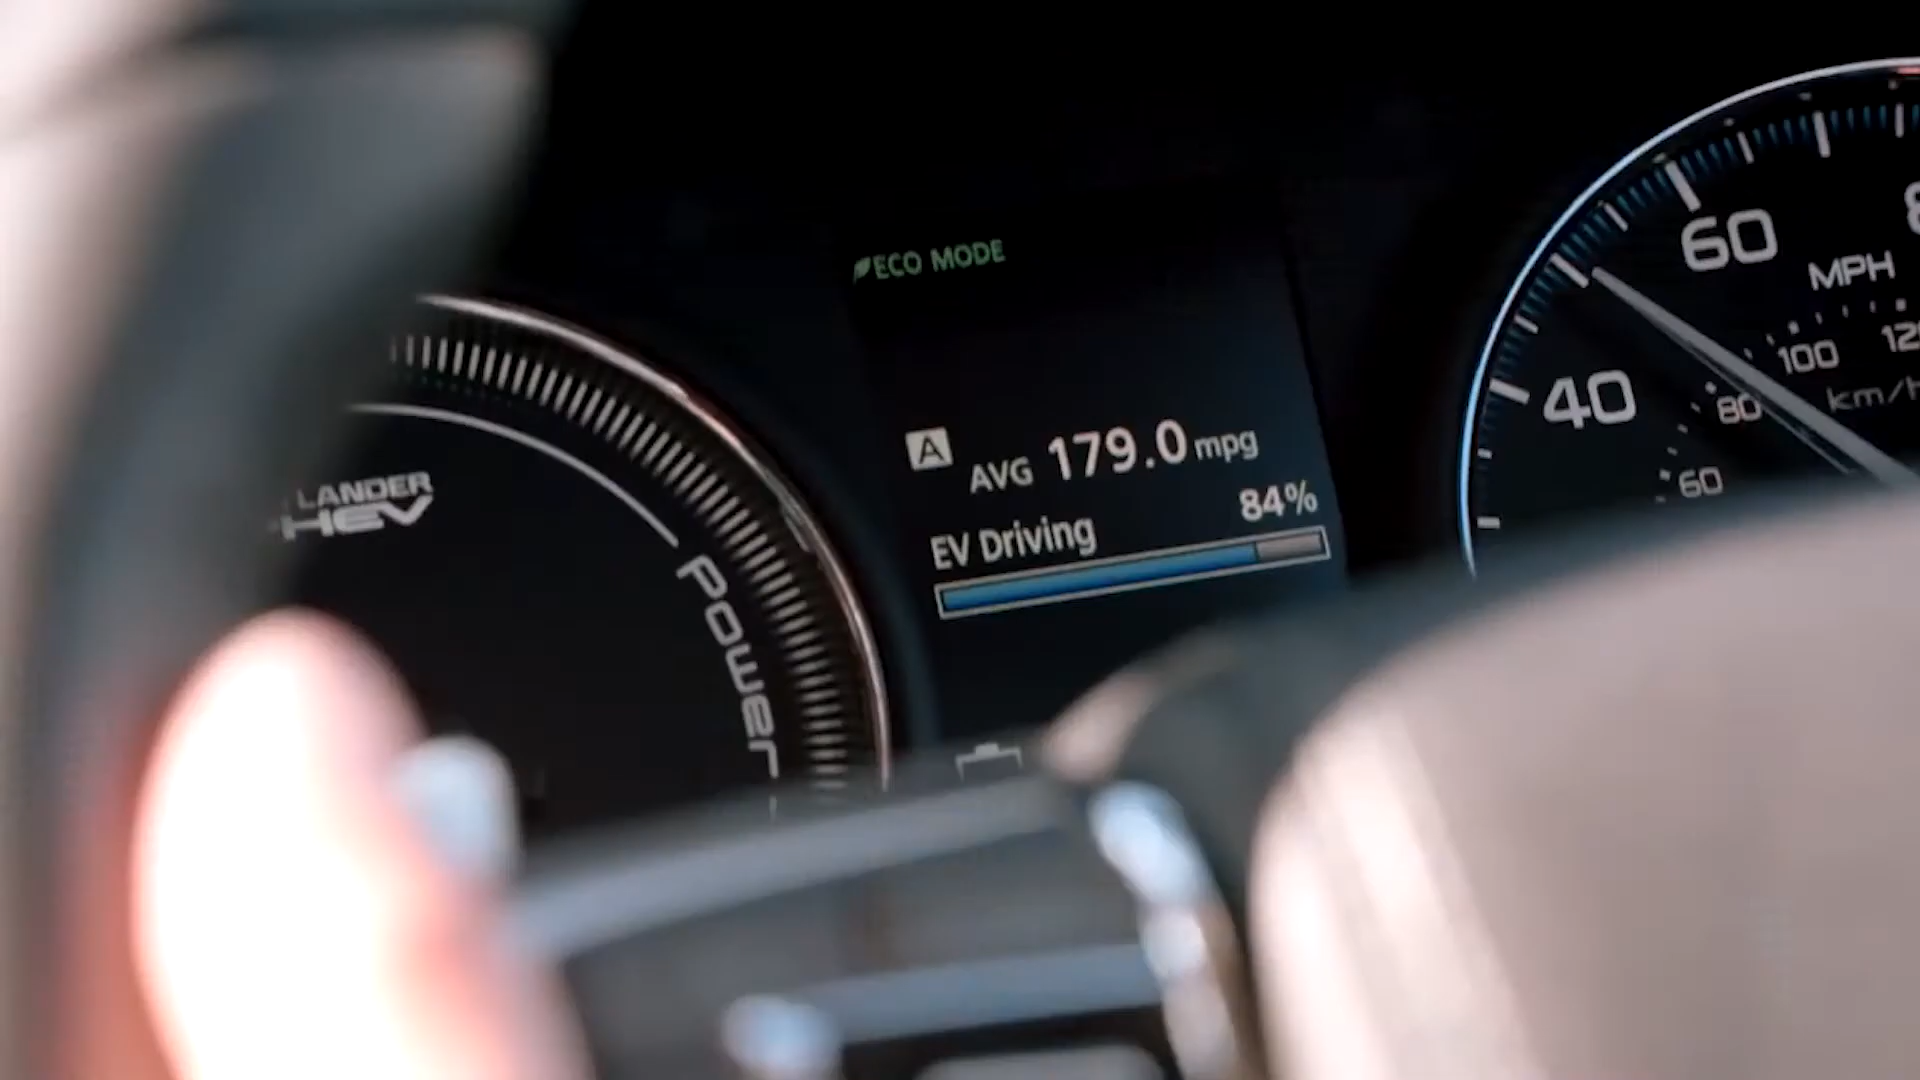 ECO MODE
A AVG 179.0 mpg
EV Driving 84%
LANDER
HEV
Power
40
60
MPH
60
80
100
km/h